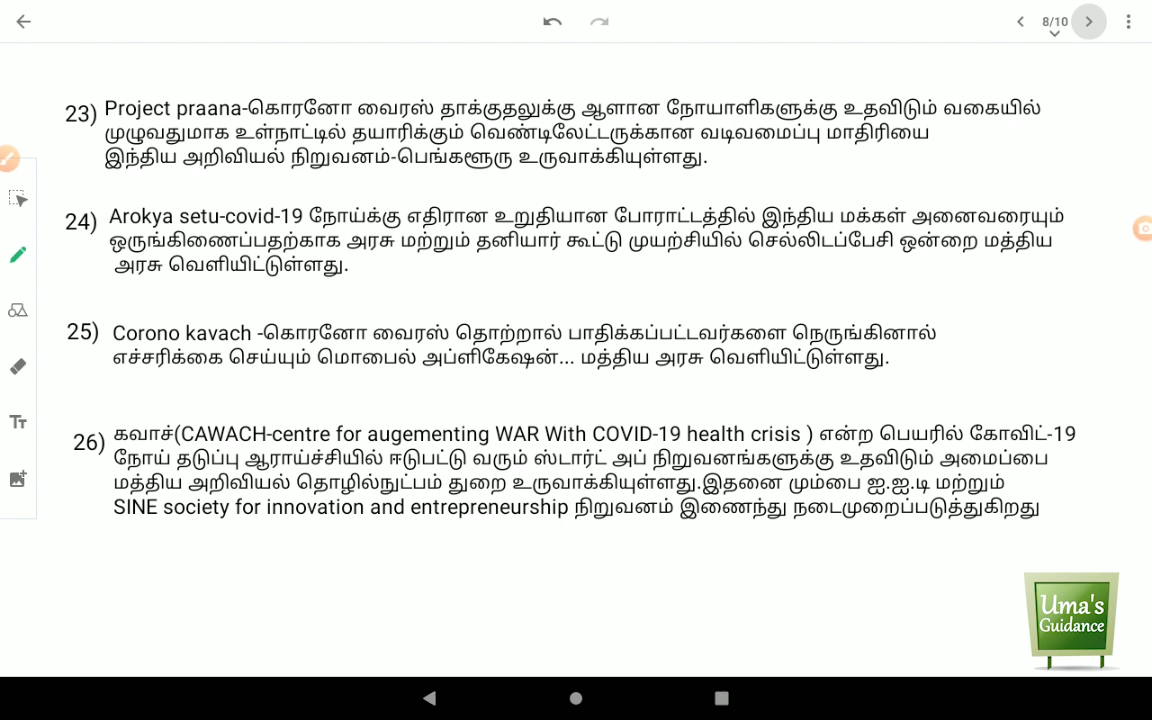 8/10
23) Project praana-கொரனோ வைரஸ் தாக்குதலுக்கு ஆளான நோயாளிகளுக்கு உதவிடும் வகையில்
முழுவதுமாக உள்நாட்டில் தயாரிக்கும் வெண்டிலேட்டருக்கான வடிவமைப்பு மாதிரியை
இந்திய அறிவியல் நிறுவனம்-பெங்களூரு உருவாக்கியுள்ளது.
24) Arokya setu-covid-19 நோய்க்கு எதிரான உறுதியான போராட்டத்தில் இந்திய மக்கள் அனைவரையும்
ஒருங்கிணைப்பதற்காக அரசு மற்றும் தனியார் கூட்டு முயற்சியில் செல்லிடப்பேசி ஒன்றை மத்திய
அரசு வெளியிட்டுள்ளது.
25) Corono kavach -கொரனோ வைரஸ் தொற்றால் பாதிக்கப்பட்டவர்களை நெருங்கினால்
எச்சரிக்கை செய்யும் மொபைல் அப்ளிகேஷன்... மத்திய அரசு வெளியிட்டுள்ளது.
26) கவாச்(CAWACH-centre for augementing WAR With COVID-19 health crisis ) என்ற பெயரில் கோவிட்-19
நோய் தடுப்பு ஆராய்ச்சியில் ஈடுபட்டு வரும் ஸ்டார்ட் அப் நிறுவனங்களுக்கு உதவிடும் அமைப்பை
மத்திய அறிவியல் தொழில்நுட்பம் துறை உருவாக்கியுள்ளது.இதனை மும்பை ஐ.ஐ.டி மற்றும்
SINE society for innovation and entrepreneurship நிறுவனம் இணைந்து நடைமுறைப்படுத்துகிறது
Tт
Uma's
Guidance